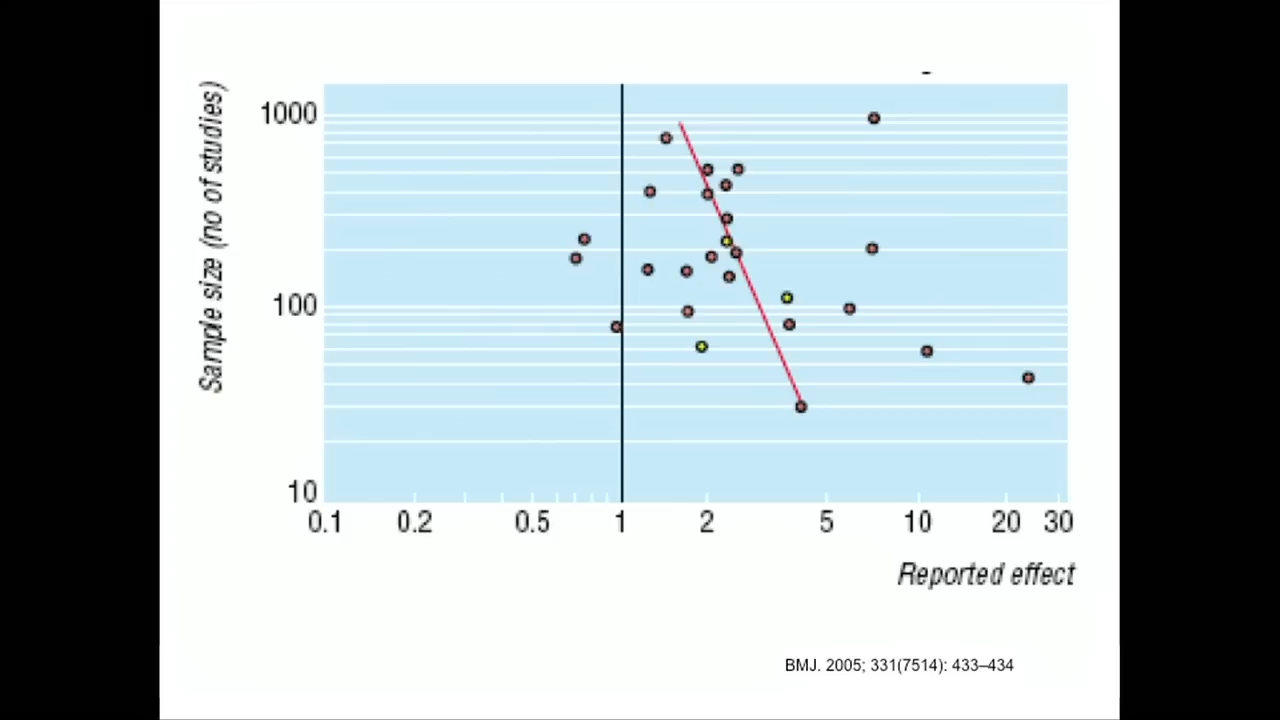 Sample size (no of studies)
1000
100
10
0.1 0.2 0.5 1 2 5 10 20 30
Reported effect
BMJ. 2005; 331(7514): 433–434